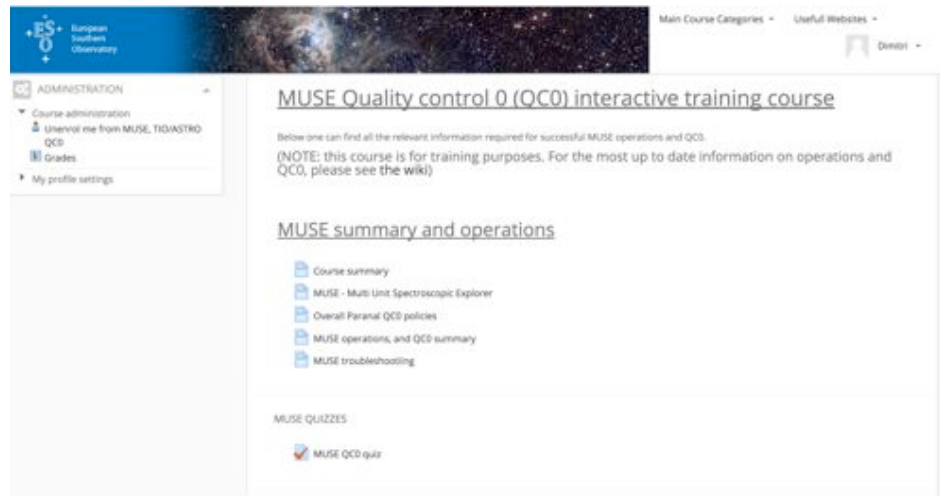 Main Course Categories
Usefull Websites
ESO
European
Southern
Observatory
Dimitri
ADMINISTRATION
Course administration
Unenrol me from MUSE, TIO/ASTRO
QC0
Grades
My profile settings
MUSE Quality control 0 (QC0) interactive training course
Below one can find all the relevant information required for successful MUSE operations and QC0.
(NOTE: this course is for training purposes. For the most up to date information on operations and
QC0, please see the wiki)
MUSE summary and operations
Course summary
MUSE - Multi Unit Spectroscopic Explorer
Overall Paranal QC0 policies
MUSE operations, and QC0 summary
MUSE troubleshootling
MUSE QUIZZES
MUSE QC0 quiz